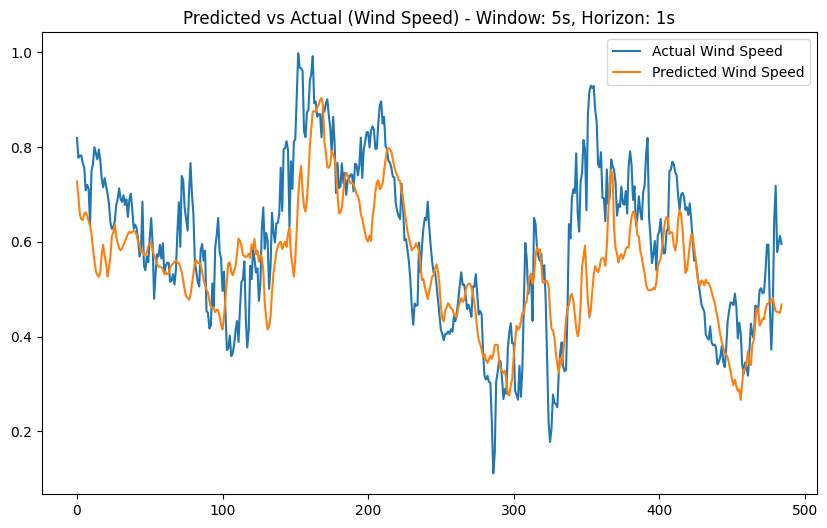 Predicted vs Actual (Wind Speed) - Window: 5s, Horizon: 1s
Actual Wind Speed
Predicted Wind Speed
1.0
0.8
0.6
0.4
0.2
0 100 200 300 400 500